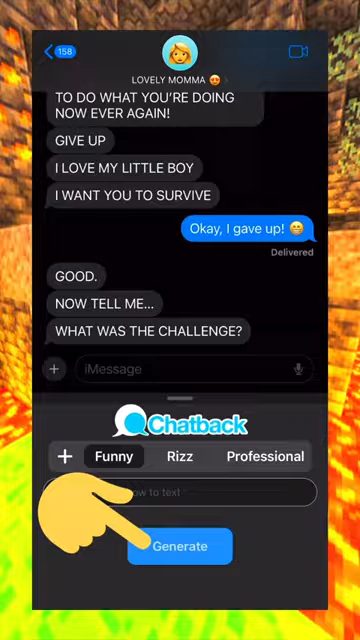 158
LOVELY MOMMA 😍 >
TO DO WHAT YOU'RE DOING
NOW EVER AGAIN!
GIVE UP
I LOVE MY LITTLE BOY
I WANT YOU TO SURVIVE
Okay, I gave up! 😁
Delivered
GOOD.
NOW TELL ME...
WHAT WAS THE CHALLENGE?
iMessage
Chatback
Funny Rizz Professional
to text
Generate